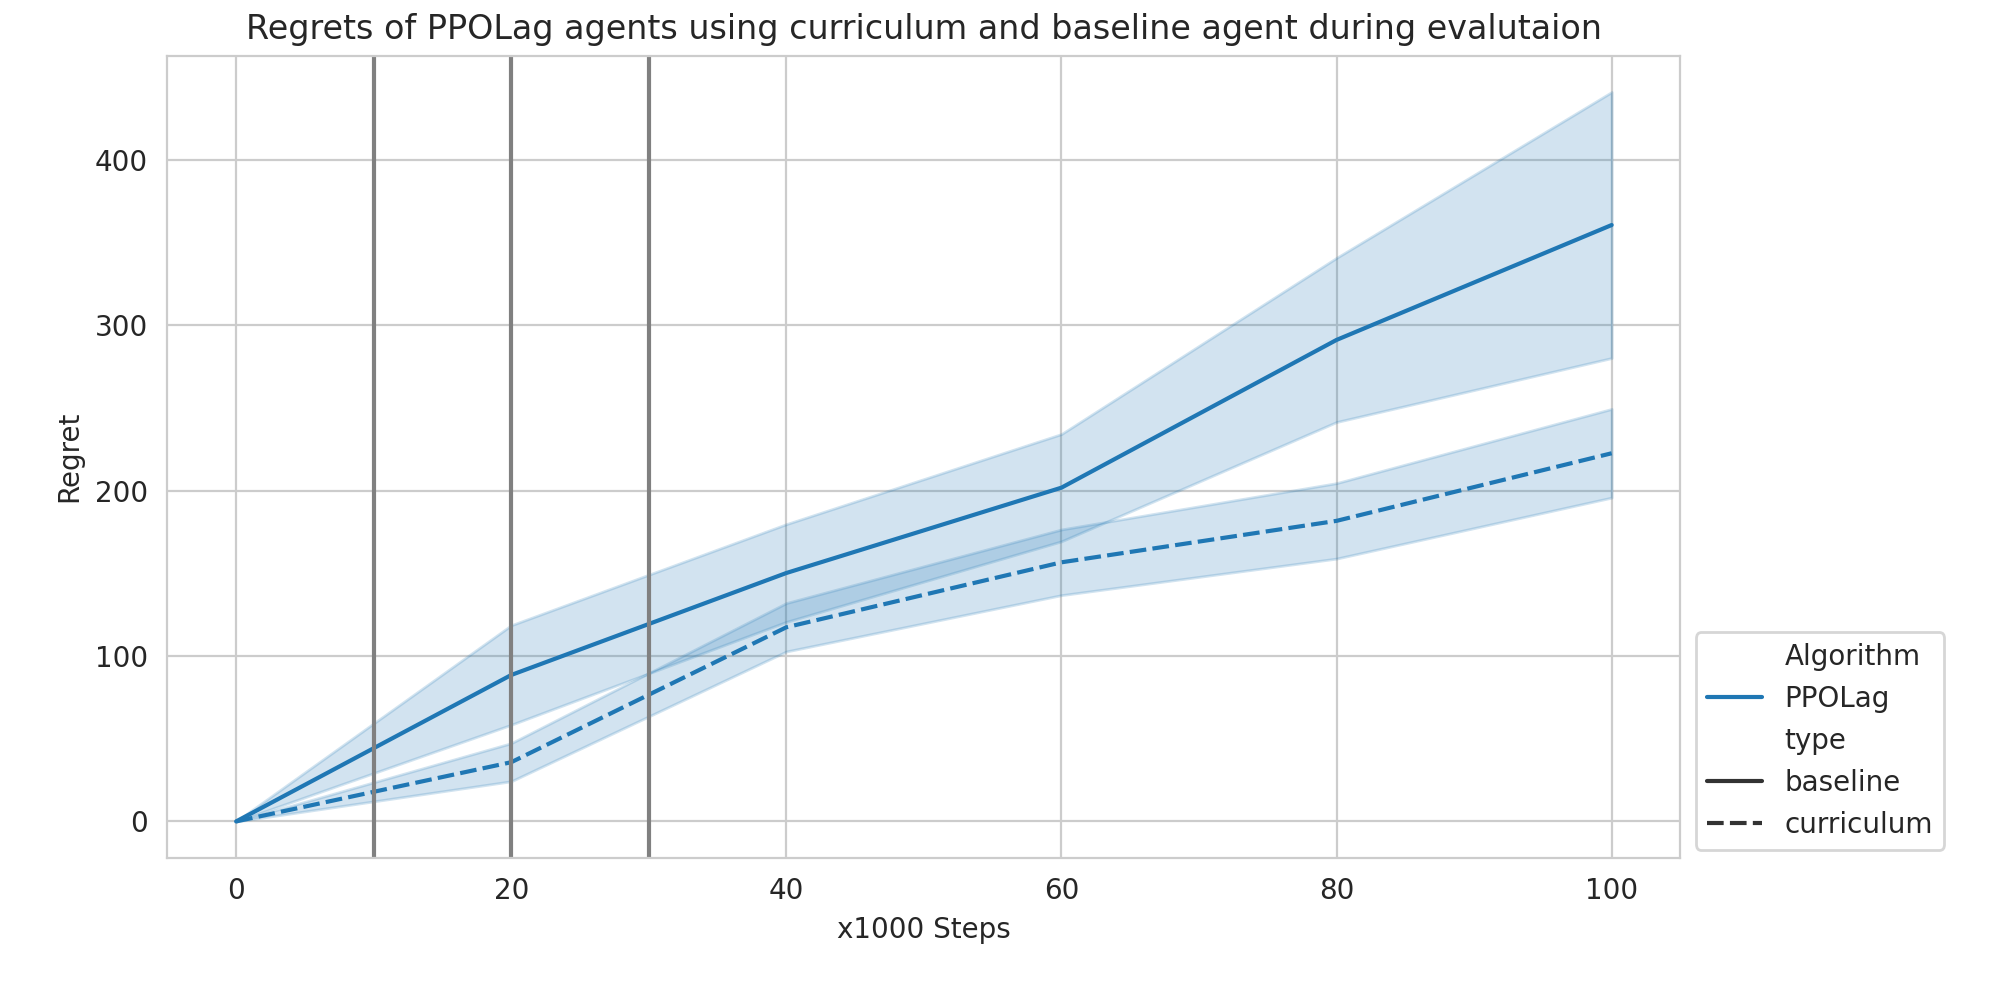 Regrets of PPOLag agents using curriculum and baseline agent during evalutaion
400
300
200
100
0
Regret
0 20 40 60 80 100
x1000 Steps
Algorithm
PPOLag
type
baseline
curriculum